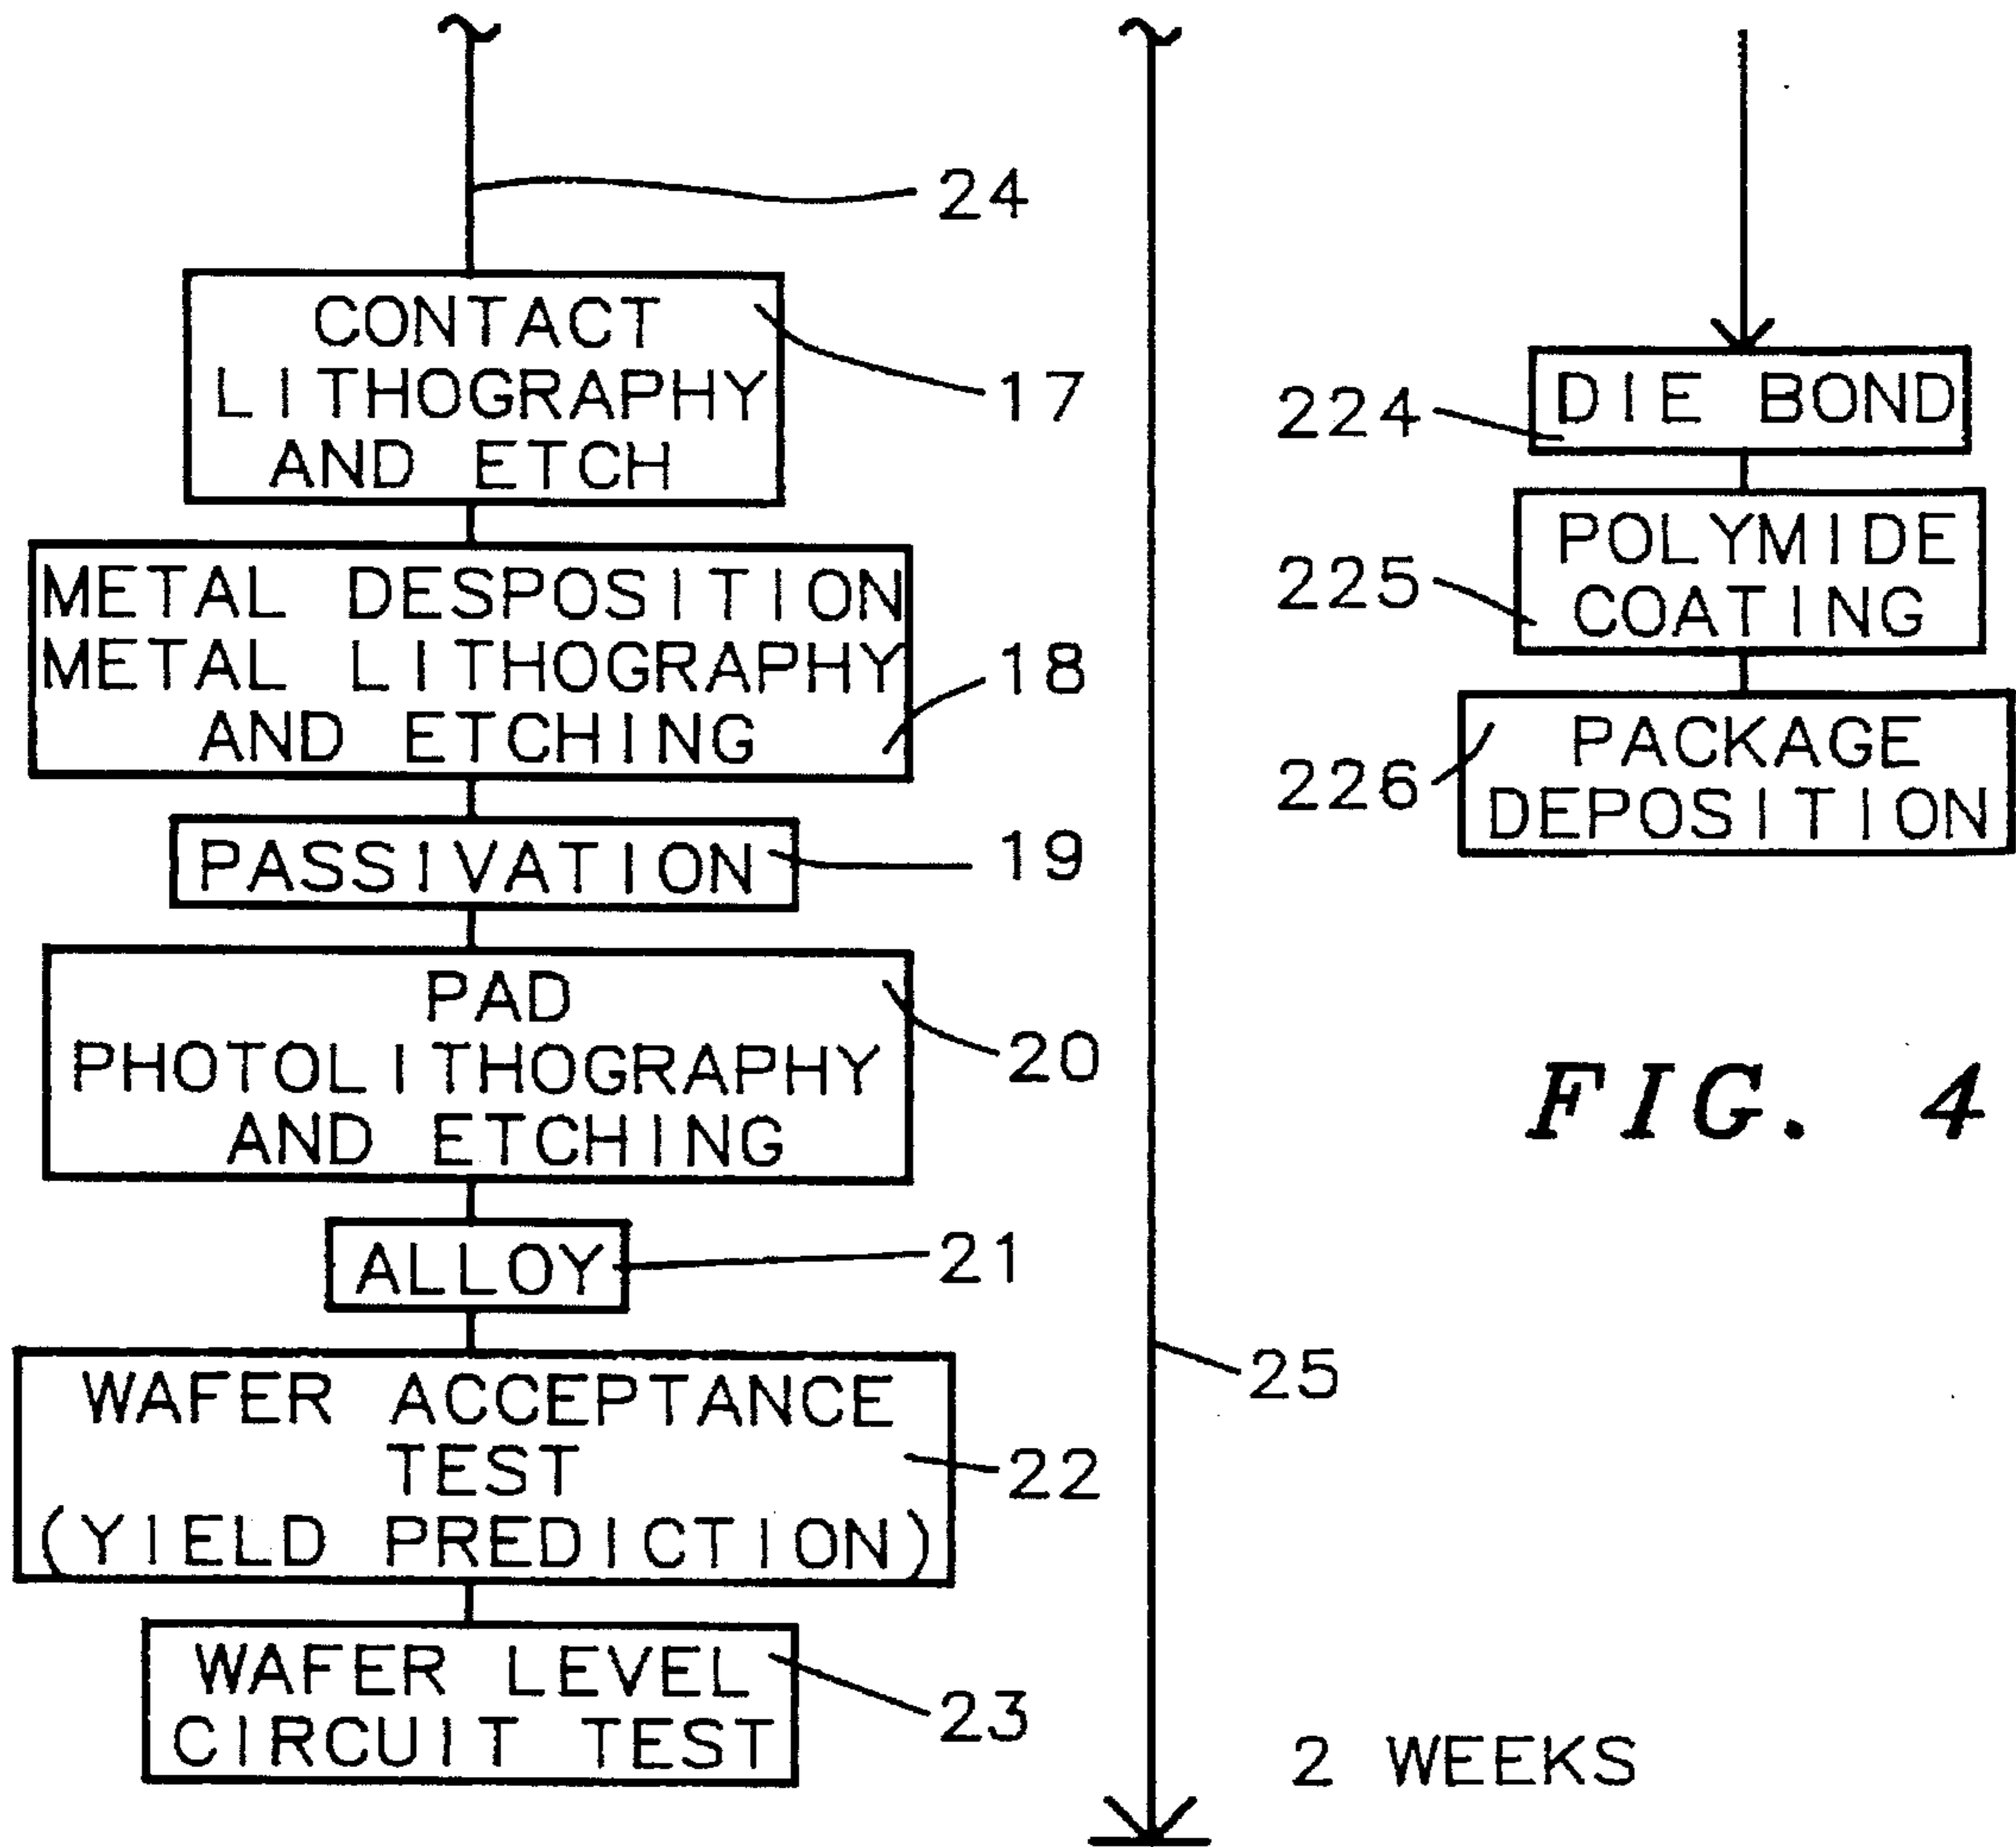 24
CONTACT
LITHOGRAPHY
AND ETCH
17
METAL DESPOSITION
METAL LITHOGRAPHY
AND ETCHING
18
PASSIVATION
19
PAD
PHOTOLITHOGRAPHY
AND ETCHING
20
ALLOY
21
WAFER ACCEPTANCE
TEST
(YIELD PREDICTION)
22
WAFER LEVEL
CIRCUIT TEST
23
25
2 WEEKS
224
DIE BOND
225
POLYMIDE
COATING
226
PACKAGE
DEPOSITION
FIG. 4